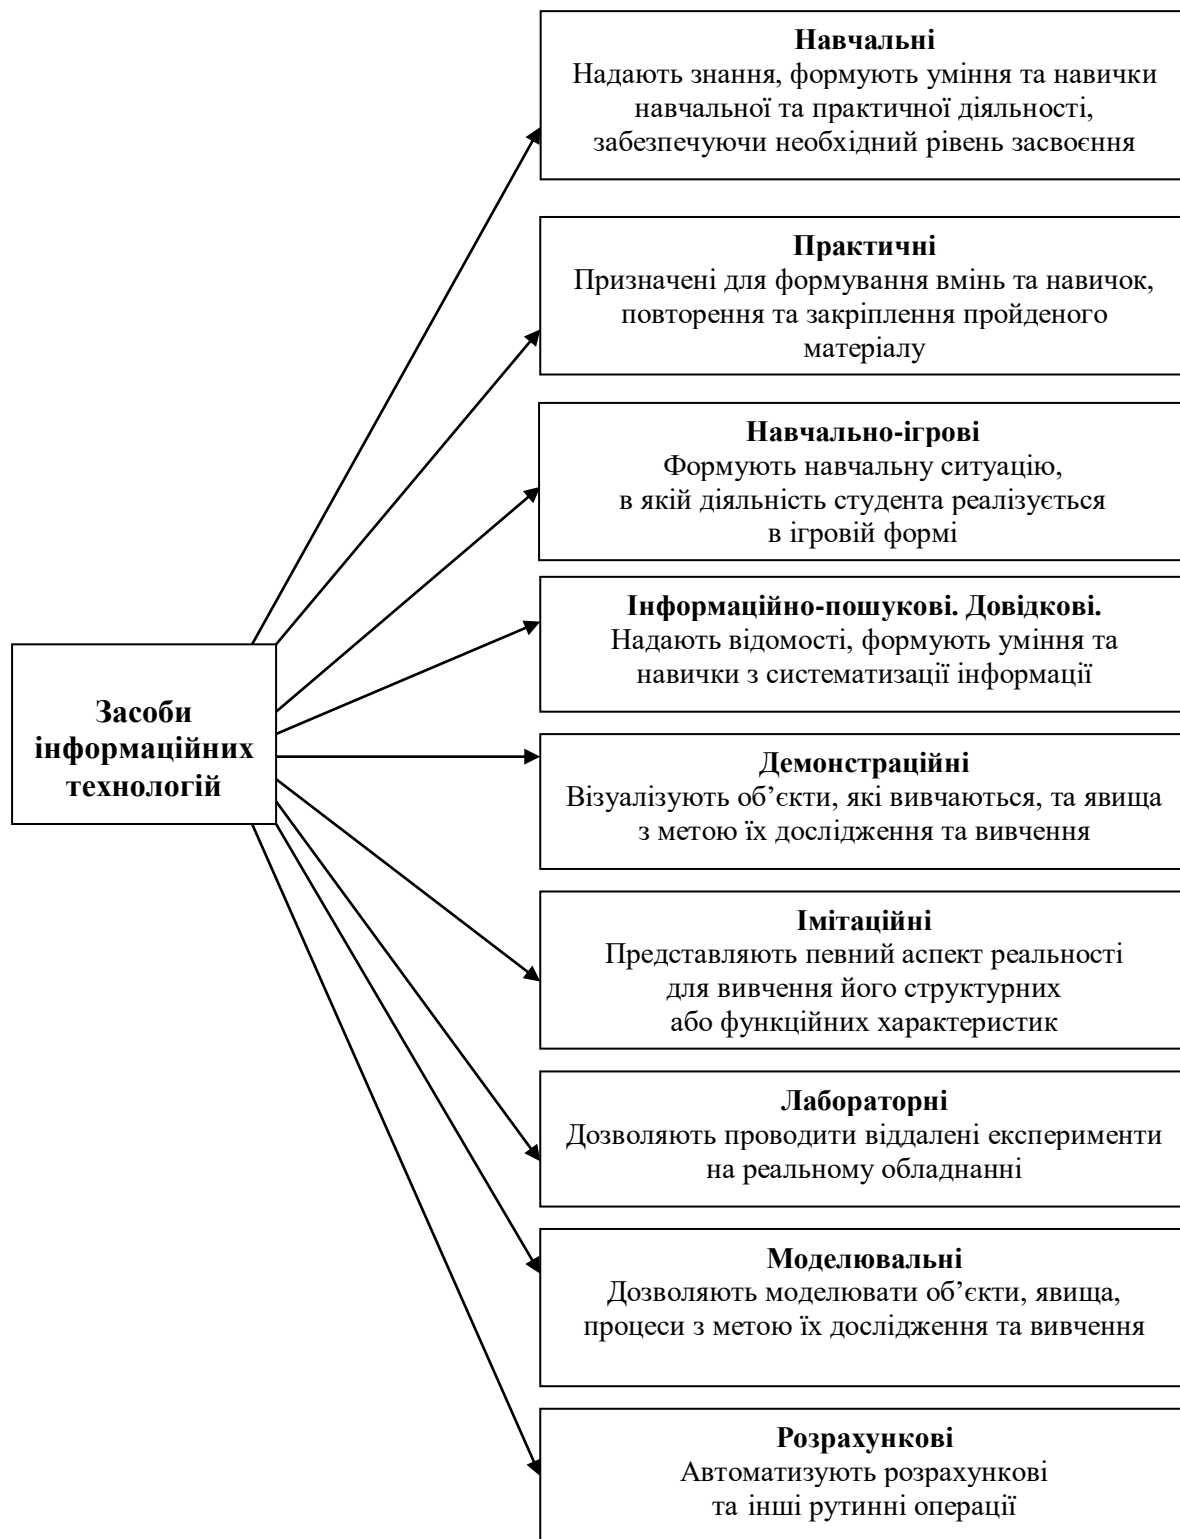 Навчальні
Надають знання, формують уміння та навички
навчальної та практичної діяльності,
забезпечуючи необхідний рівень засвоєння
Практичні
Призначені для формування вмінь та навичок,
повторення та закріплення пройденого
матеріалу
Навчально-ігрові
Формують навчальну ситуацію,
в якій діяльність студента реалізується
в ігровій формі
Інформаційно-пошукові. Довідкові.
Надають відомості, формують уміння та
навички з систематизації інформації
Засоби
інформаційних
технологій
Демонстраційні
Візуалізують об’єкти, які вивчаються, та явища
з метою їх дослідження та вивчення
Імітаційні
Представляють певний аспект реальності
для вивчення його структурних
або функційних характеристик
Лабораторні
Дозволяють проводити віддалені експерименти
на реальному обладнанні
Моделювальні
Дозволяють моделювати об’єкти, явища,
процеси з метою їх дослідження та вивчення
Розрахункові
Автоматизують розрахункові
та інші рутинні операції